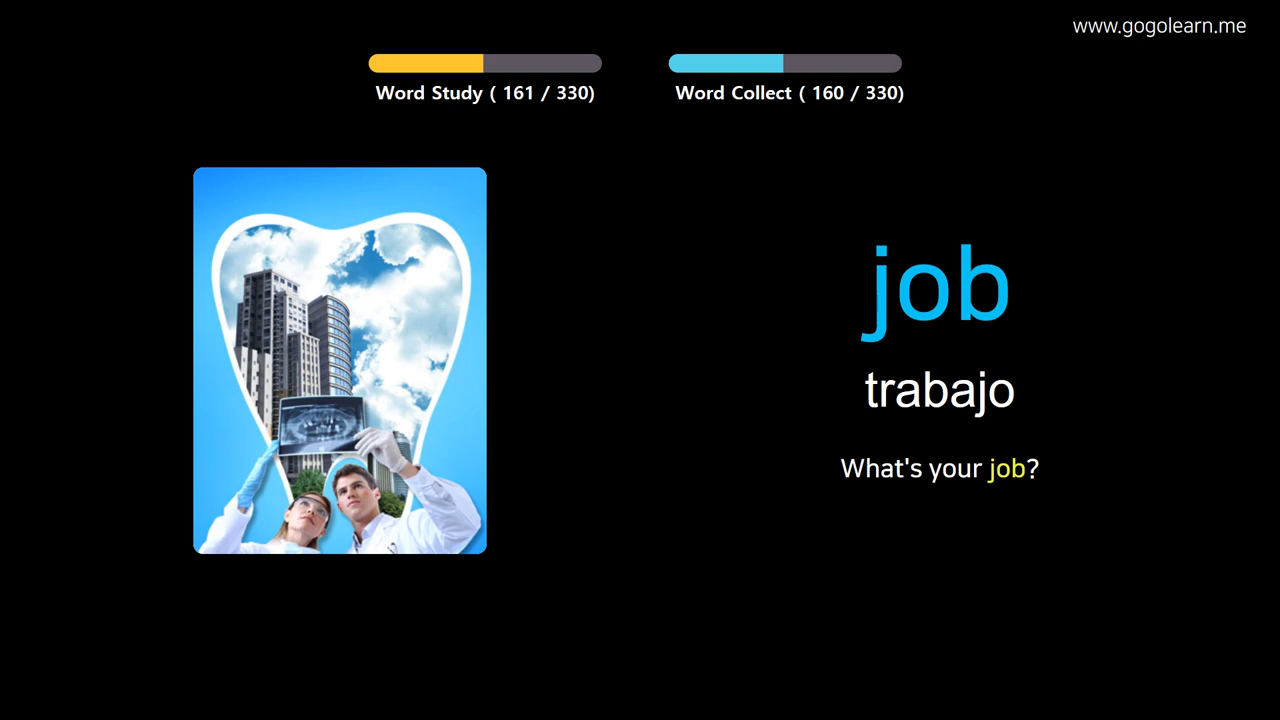 www.gogolearn.me
Word Study ( 161 / 330)
Word Collect ( 160 / 330)
job
trabajo
What's your job?